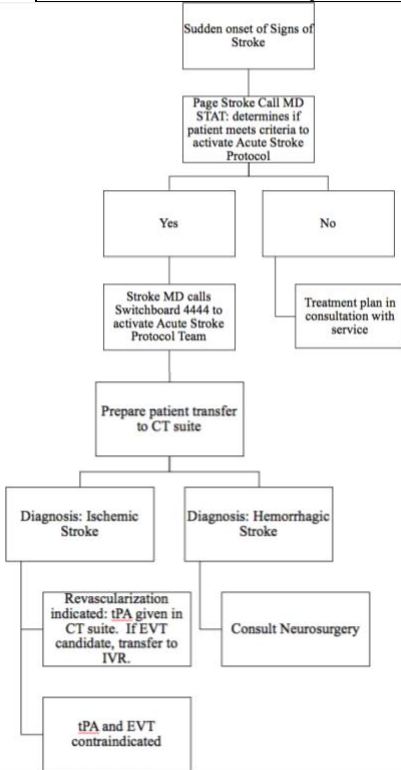 Sudden onset of Signs of
Stroke
Page Stroke Call MD
STAT: determines if
patient meets criteria to
activate Acute Stroke
Protocol
Yes
No
Stroke MD calls
Switchboard 4444 to
activate Acute Stroke
Protocol Team
Treatment plan in
consultation with
service
Prepare patient transfer
to CT suite
Diagnosis: Ischemic
Stroke
Diagnosis: Hemorrhagic
Stroke
Revascularization
indicated: tPA given in
CT suite. If EVT
candidate, transfer to
IVR.
Consult Neurosurgery
tPA and EVT
contraindicated